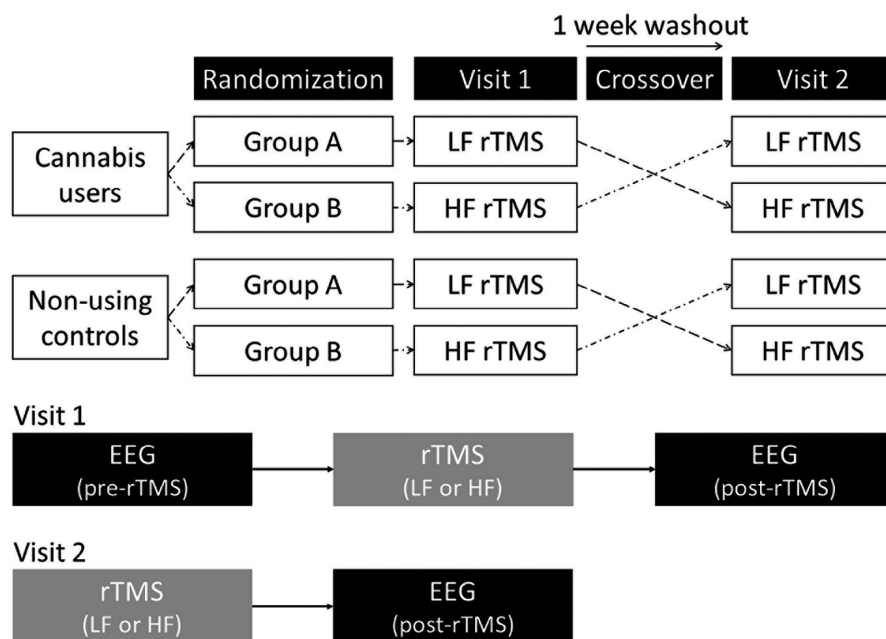 1 week washout
Randomization Visit 1 Crossover Visit 2
Cannabis
users
Group A LF rTMS LF rTMS
Group B HF rTMS HF rTMS
Non-using
controls
Group A LF rTMS LF rTMS
Group B HF rTMS HF rTMS
Visit 1
EEG
(pre-rTMS)
rTMS
(LF or HF)
EEG
(post-rTMS)
Visit 2
rTMS
(LF or HF)
EEG
(post-rTMS)